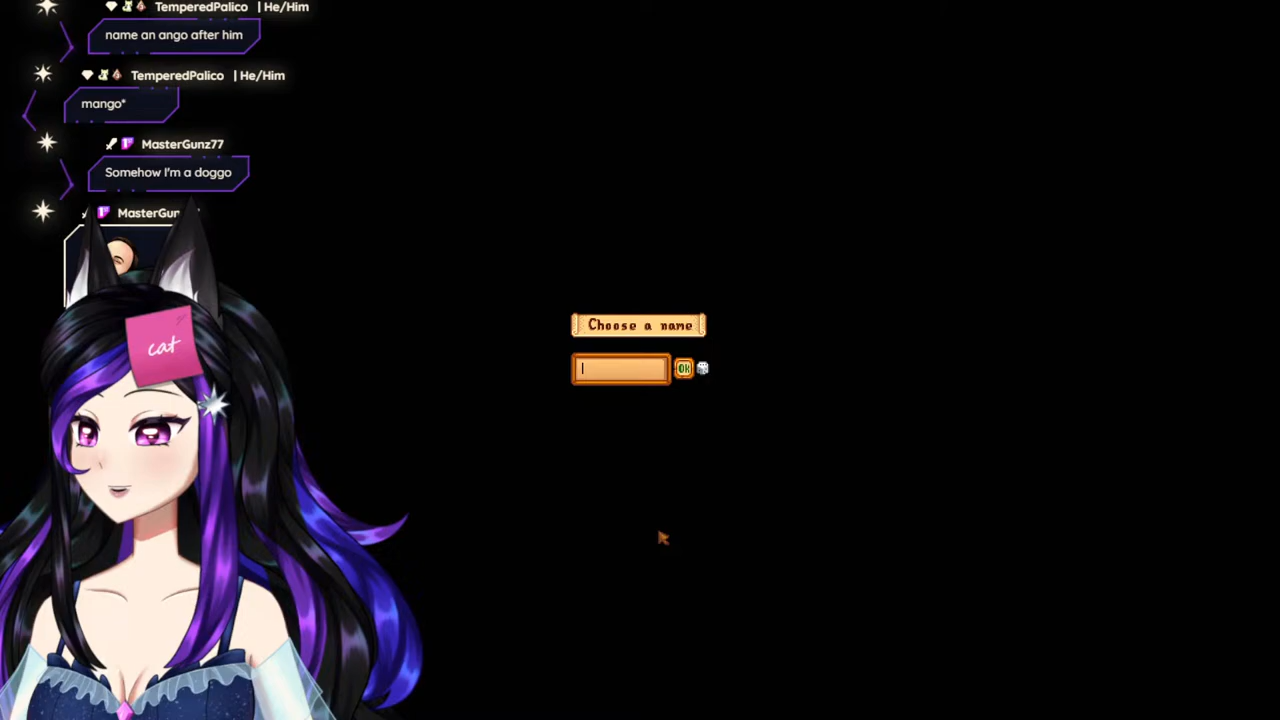 TemperedPalico | He/Him
name an ango after him
TemperedPalico | He/Him
mango*
MasterGunz77
Somehow I'm a doggo
MasterGun
cat
Choose a name
OK